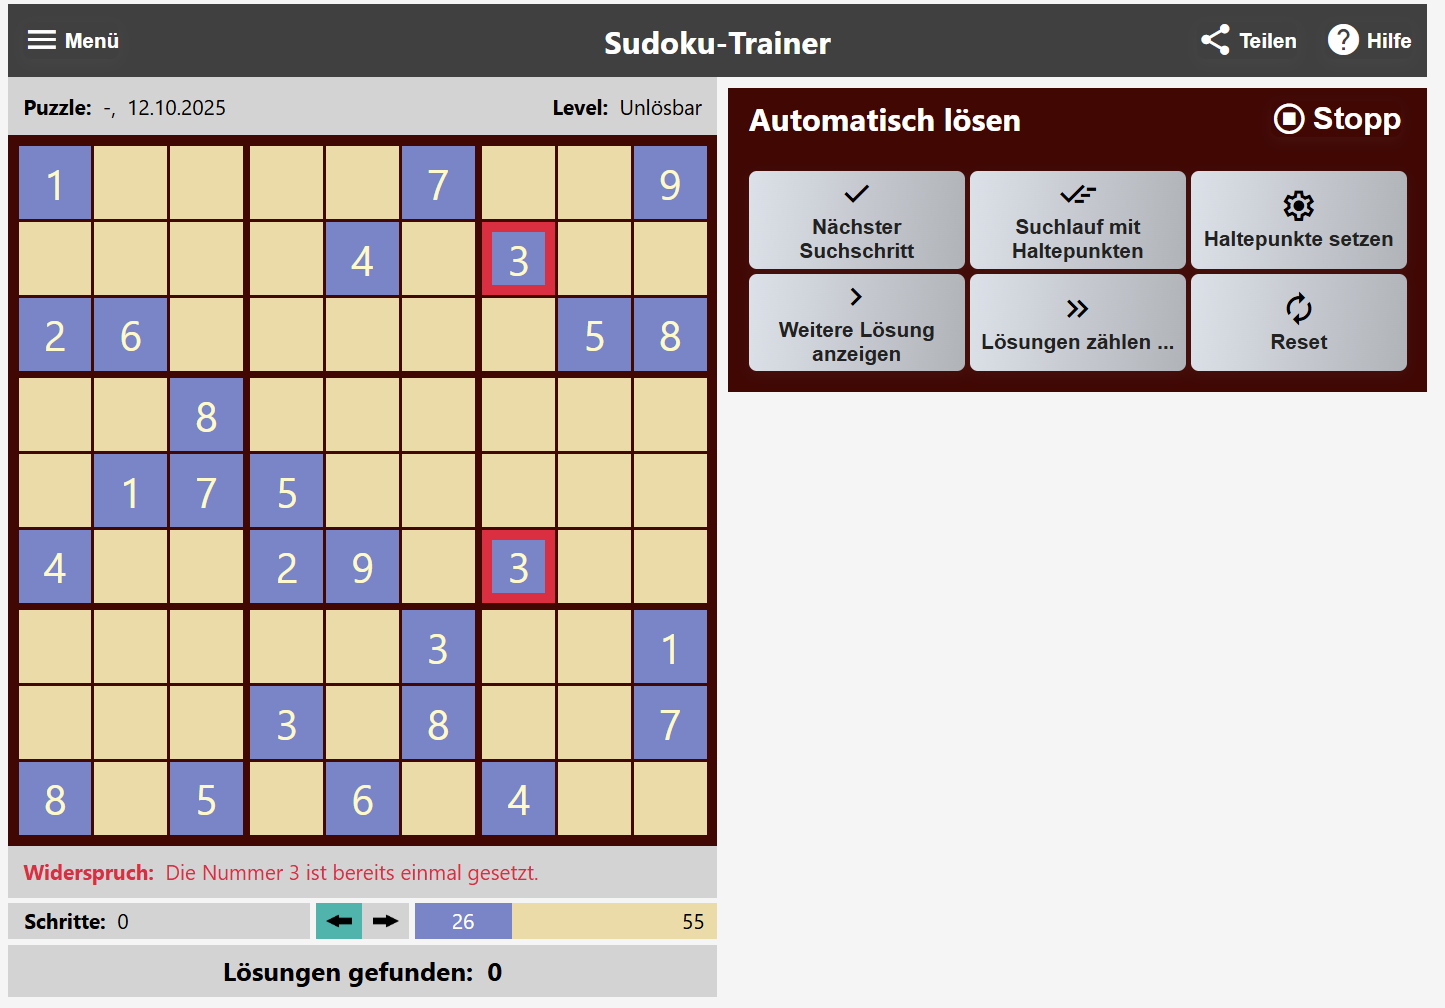 Menü
Sudoku-Trainer
Teilen
Hilfe
Puzzle: -, 12.10.2025
Level: Unlösbar
1 7 9
4 3
2 6 5 8
8
1 7 5
4 2 9 3
3 1
3 8 7
8 5 6 4
Widerspruch: Die Nummer 3 ist bereits einmal gesetzt.
Schritte: 0
26 55
Lösungen gefunden: 0
Automatisch lösen
Stopp
Nächster
Suchschritt
Suchlauf mit
Haltepunkten
Haltepunkte setzen
Weitere Lösung
anzeigen
Lösungen zählen ...
Reset